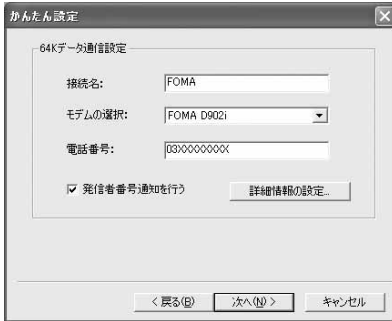 かんたん設定
64Kデータ通信設定
接続名: FOMA
モデムの選択: FOMA D902i
電話番号: 03XXXXXXXX
発信者番号通知を行う 詳細情報の設定...
< 戻る(B) 次へ(N) > キャンセル